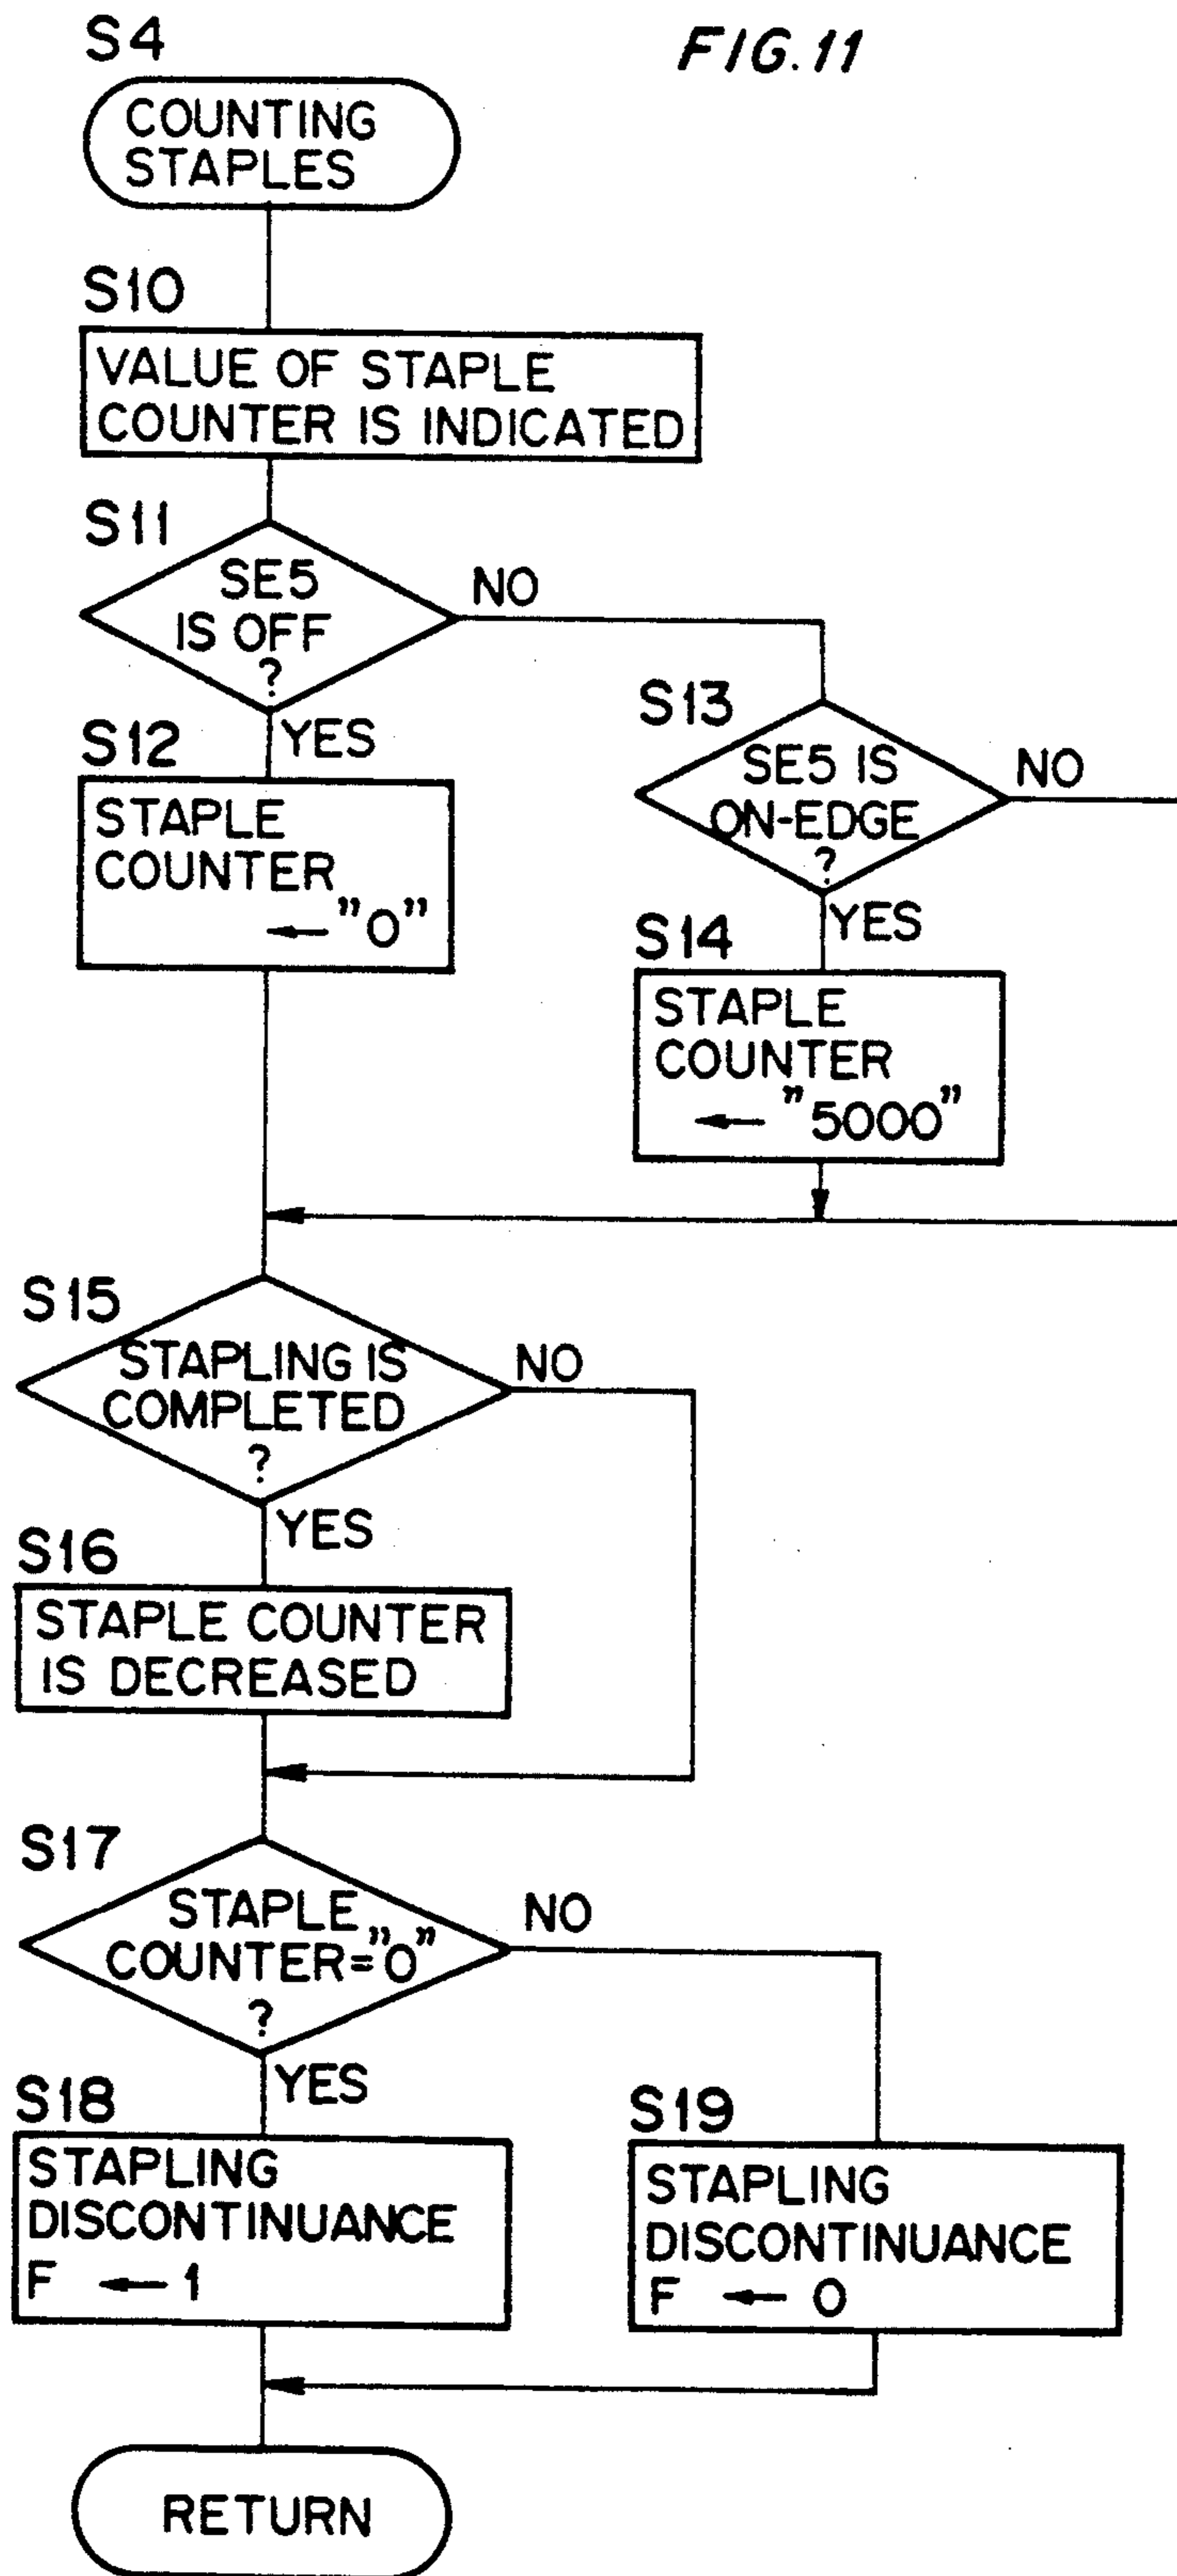 FIG. 11
S4
COUNTING
STAPLES
S10
VALUE OF STAPLE
COUNTER IS INDICATED
S11
SE5
IS OFF
?
NO
YES
S12
STAPLE
COUNTER
← "0"
S13
SE5 IS
ON-EDGE
?
NO
YES
S14
STAPLE
COUNTER
← "5000"
S15
STAPLING IS
COMPLETED
?
NO
YES
S16
STAPLE COUNTER
IS DECREASED
S17
STAPLE
COUNTER="0"
?
NO
YES
S18
STAPLING
DISCONTINUANCE
F ← 1
S19
STAPLING
DISCONTINUANCE
F ← 0
RETURN